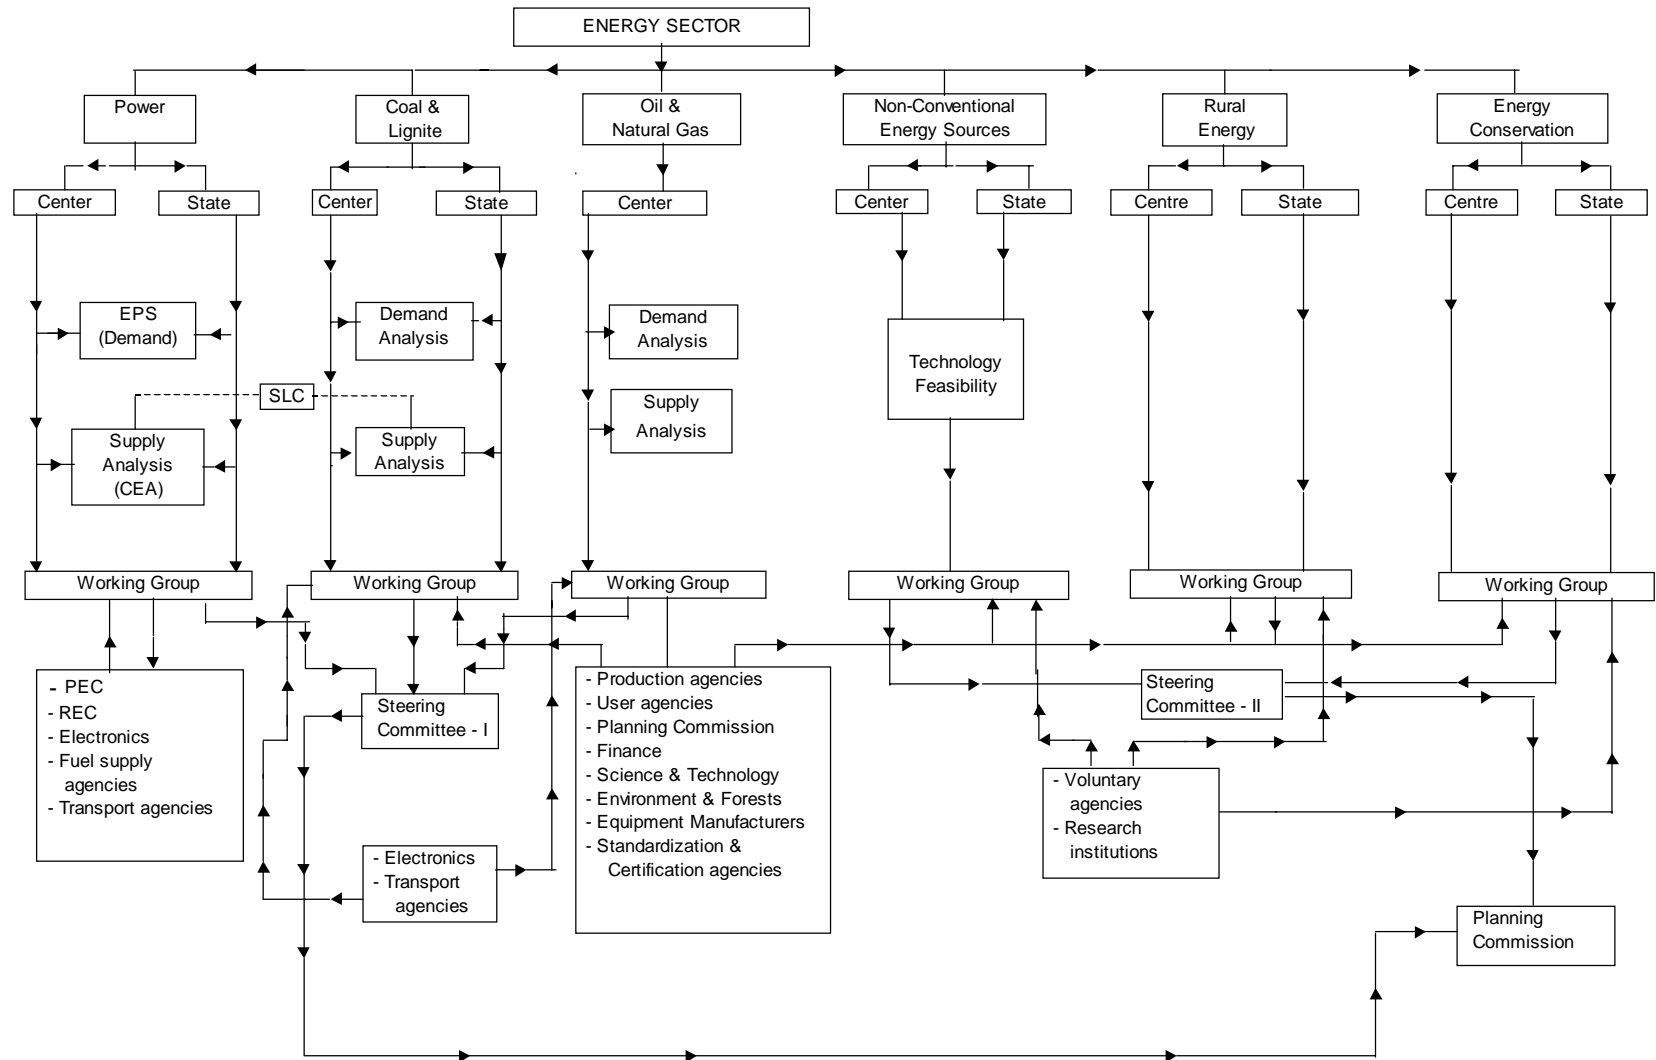 ENERGY SECTOR
Power
Coal &
Lignite
Oil &
Natural Gas
Non-Conventional
Energy Sources
Rural
Energy
Energy
Conservation
Center
State
Center
State
Center
Center
State
Centre
State
Centre
State
EPS
(Demand)
Demand
Analysis
Demand
Analysis
Technology
Feasibility
SLC
Supply
Analysis
(CEA)
Supply
Analysis
Supply
Analysis
Working Group
Working Group
Working Group
Working Group
Working Group
Working Group
- PEC
- REC
- Electronics
- Fuel supply
agencies
- Transport agencies
Steering
Committee - I
- Electronics
- Transport
agencies
- Production agencies
- User agencies
- Planning Commission
- Finance
- Science & Technology
- Environment & Forests
- Equipment Manufacturers
- Standardization &
Certification agencies
Steering
Committee - II
- Voluntary
agencies
- Research
institutions
Planning
Commission